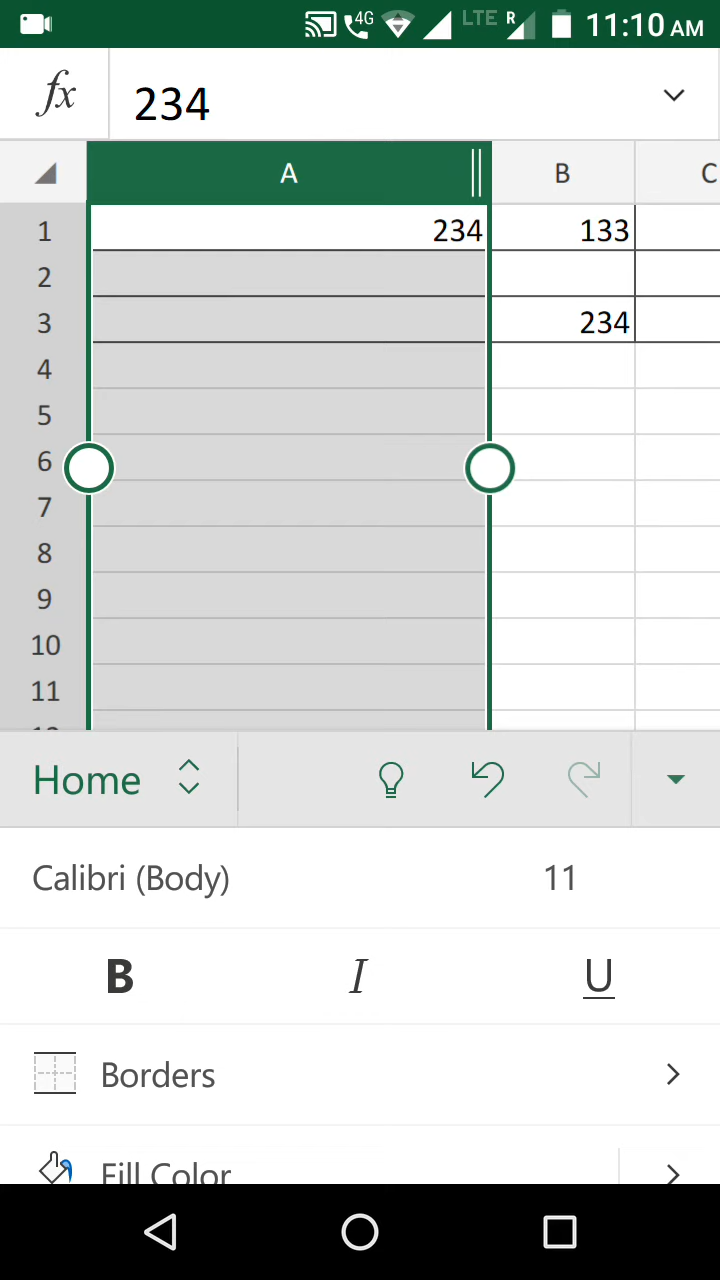 4G LTE R 11:10 AM
fx 234
A B C
1 234 133
2
3 234
4
5
6
7
8
9
10
11
Home
Calibri (Body) 11
B I U
Borders
Fill Color